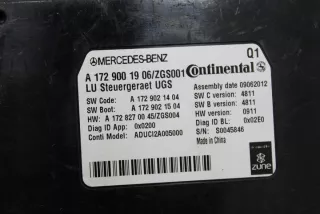 MERCEDES-BENZ Q1
A 172 900 19 06/ZGS001 Continental
LU Steuergeraet UGS Assembly date 09062012
SW Code: A 172 902 14 04 SW C version: 4811
SW Boot: A 172 902 15 04 SW B version: 4811
HW: A 172 827 00 45/ZGS004 HW version: 0911
Diag ID App: 0x0200 Diag ID BL: 0x02E0
Conti Model: ADUCI2A005000 S/N: S0045846
Made in China
zune